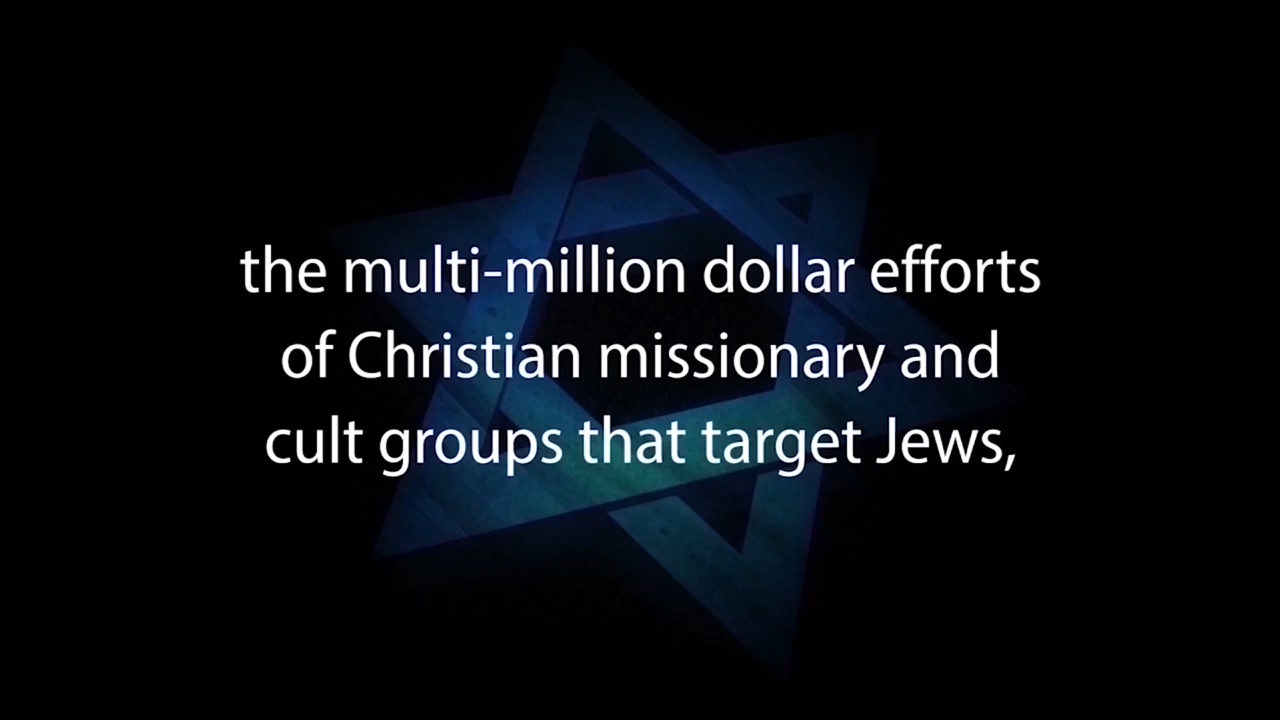 the multi-million dollar efforts
of Christian missionary and
cult groups that target Jews,